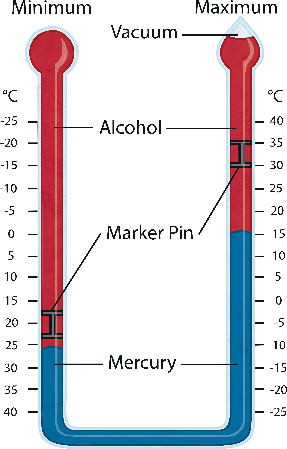 Minimum Maximum
Vacuum
°C °C
Alcohol
-25 40
-20 35
-15 30
-10 25
-5 20
Marker Pin
0 15
5 10
10 5
15 0
20 -5
25 -10
Mercury
30 -15
35 -20
40 -25